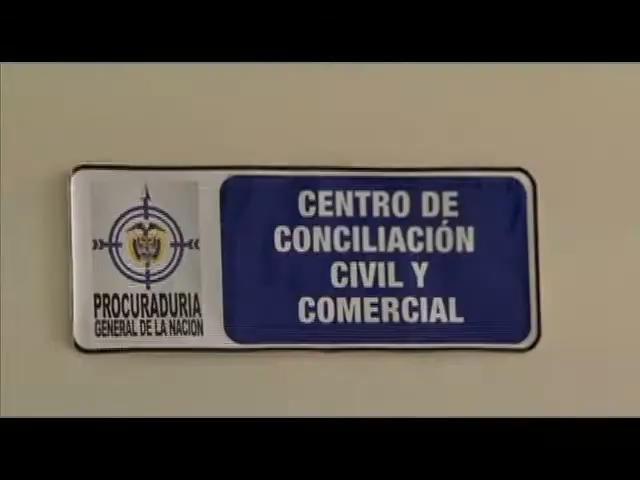 PROCURADURIA
GENERAL DE LA NACION
CENTRO DE
CONCILIACIÓN
CIVIL Y
COMERCIAL